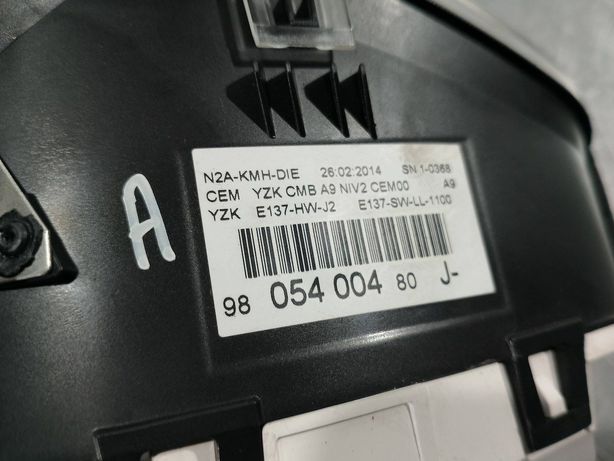 N2A-KMH-DIE 26:02:2014 SN 1-0368
CEM YZK CMB A9 NIV2 CEM00 A9
YZK E137-HW-J2 E137-SW-LL-1100
98 054 004 80 J-
A